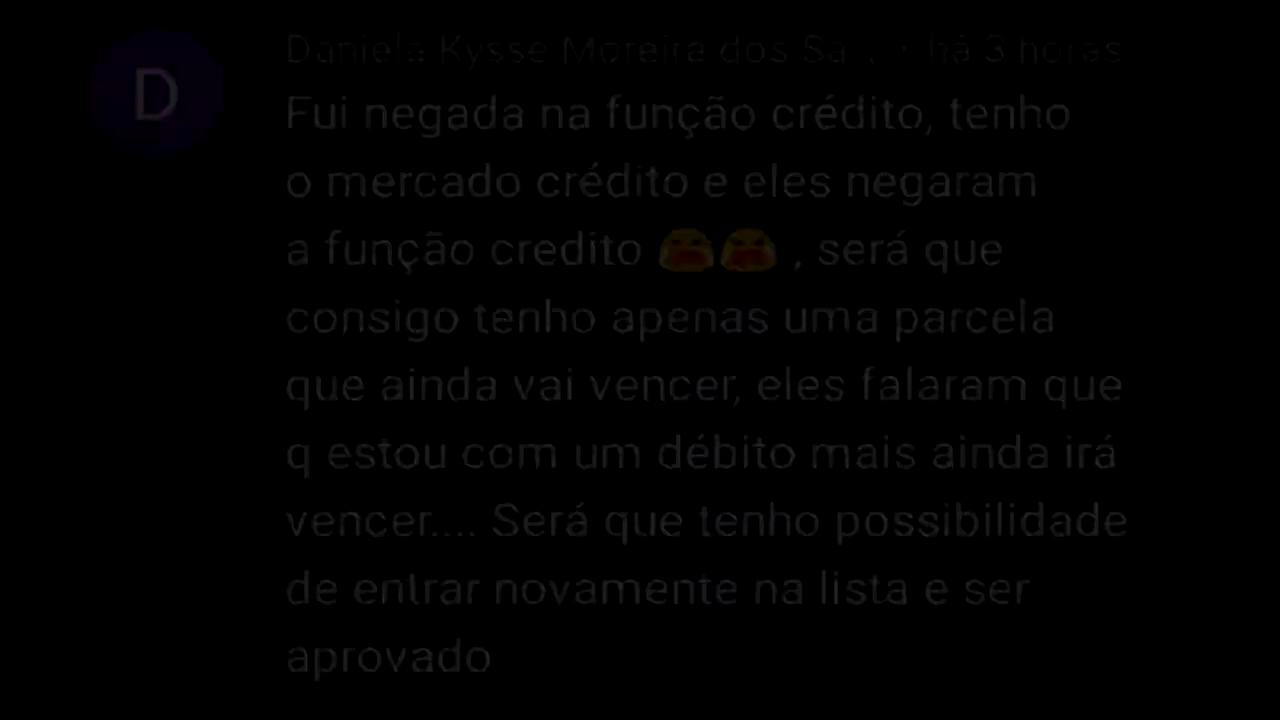 D
Daniela Kysse Moreira dos Sa... • há 3 horas
Fui negada na função crédito, tenho
o mercado crédito e eles negaram
a função credito 😡😡 , será que
consigo tenho apenas uma parcela
que ainda vai vencer, eles falaram que
q estou com um débito mais ainda irá
vencer.... Será que tenho possibilidade
de entrar novamente na lista e ser
aprovado